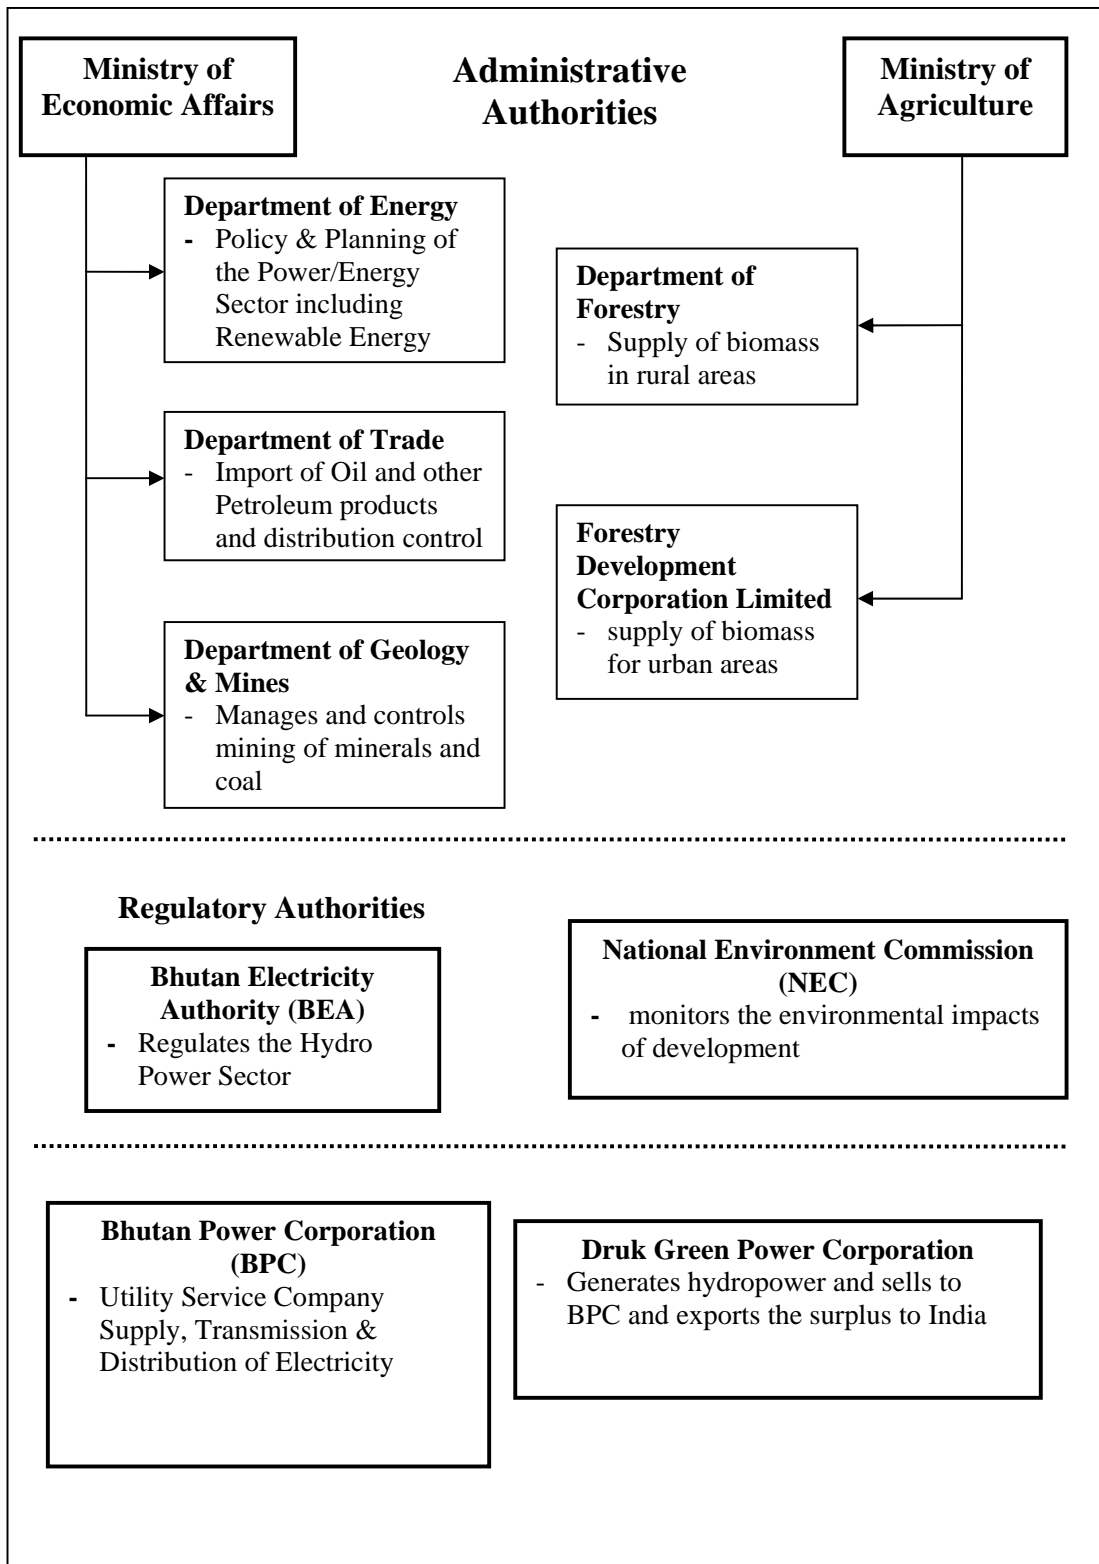 Ministry of
Economic Affairs
Administrative
Authorities
Ministry of
Agriculture
Department of Energy
- Policy & Planning of
the Power/Energy
Sector including
Renewable Energy
Department of
Forestry
- Supply of biomass
in rural areas
Department of Trade
- Import of Oil and other
Petroleum products
and distribution control
Forestry
Development
Corporation Limited
- supply of biomass
for urban areas
Department of Geology
& Mines
- Manages and controls
mining of minerals and
coal
Regulatory Authorities
Bhutan Electricity
Authority (BEA)
- Regulates the Hydro
Power Sector
National Environment Commission
(NEC)
- monitors the environmental impacts
of development
Bhutan Power Corporation
(BPC)
- Utility Service Company
Supply, Transmission &
Distribution of Electricity
Druk Green Power Corporation
- Generates hydropower and sells to
BPC and exports the surplus to India